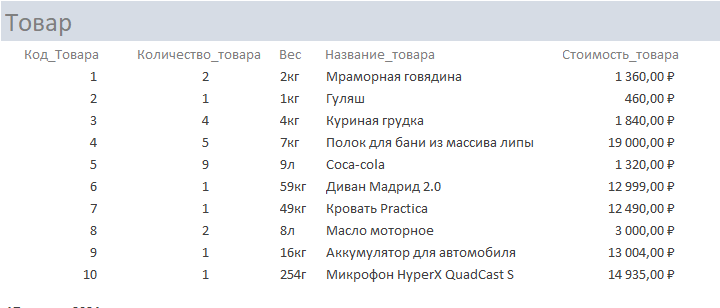 Товар
Код_Товара Количество_товара Вес Название_товара Стоимость_товара
1 2 2кг Мраморная говядина 1 360,00 ₽
2 1 1кг Гуляш 460,00 ₽
3 4 4кг Куриная грудка 1 840,00 ₽
4 5 7кг Полок для бани из массива липы 19 000,00 ₽
5 9 9л Coca-cola 1 320,00 ₽
6 1 59кг Диван Мадрид 2.0 12 999,00 ₽
7 1 49кг Кровать Practica 12 490,00 ₽
8 2 8л Масло моторное 3 000,00 ₽
9 1 16кг Аккумулятор для автомобиля 13 004,00 ₽
10 1 254г Микрофон HyperX QuadCast S 14 935,00 ₽